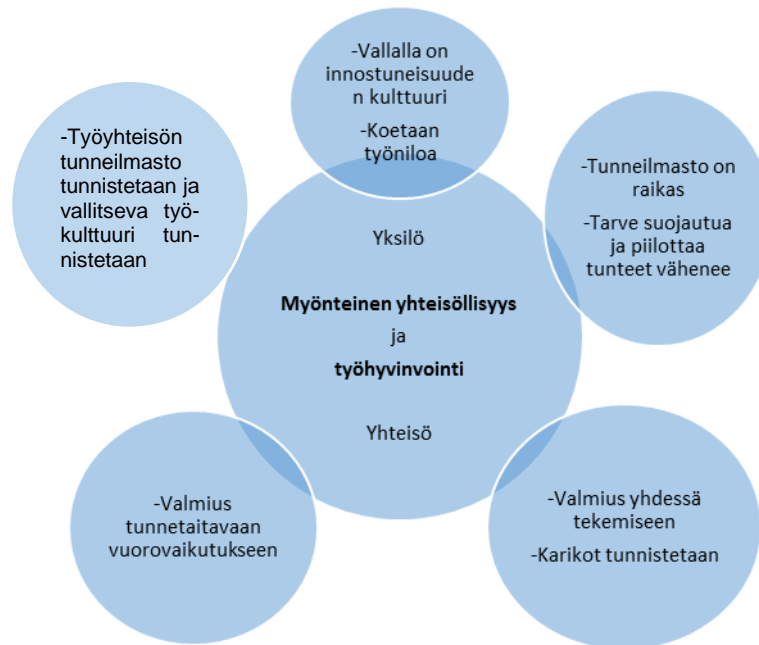 -Vallalla on
innostuneisuude
n kulttuuri
-Koetaan
työniloa
-Työyhteisön
tunneilmasto
tunnistetaan ja
vallitseva työ-
kulttuuri tun-
nistetaan
-Tunneilmasto on
raikas
-Tarve suojautua
ja piilottaa
tunteet vähenee
Yksilö
Myönteinen yhteisöllisyys
ja
työhyvinvointi
Yhteisö
-Valmius
tunnetaitavaan
vuorovaikutukseen
-Valmius yhdessä
tekemiseen
-Karikot tunnistetaan